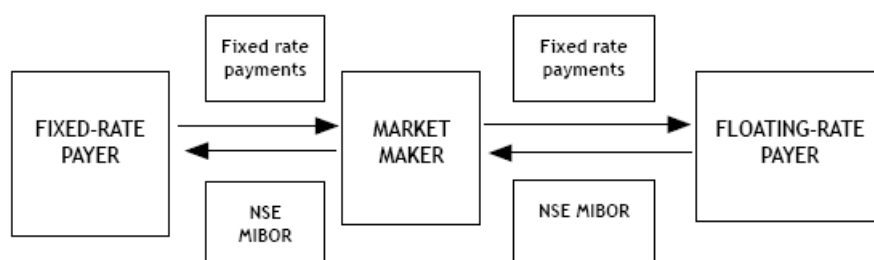 Fixed rate
payments
Fixed rate
payments
FIXED-RATE
PAYER
MARKET
MAKER
FLOATING-RATE
PAYER
NSE
MIBOR
NSE MIBOR